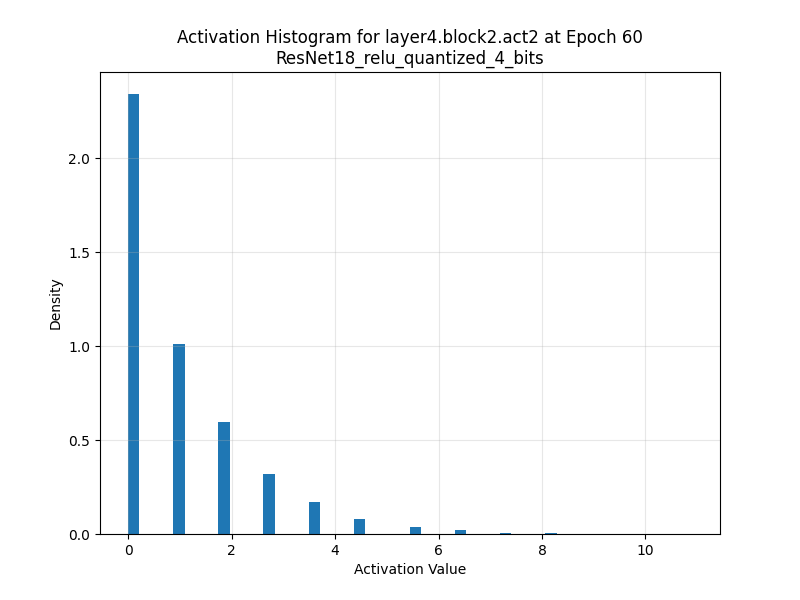 Activation Histogram for layer4.block2.act2 at Epoch 60
ResNet18_relu_quantized_4_bits
2.0
1.5
1.0
0.5
0.0
Density
0 2 4 6 8 10
Activation Value